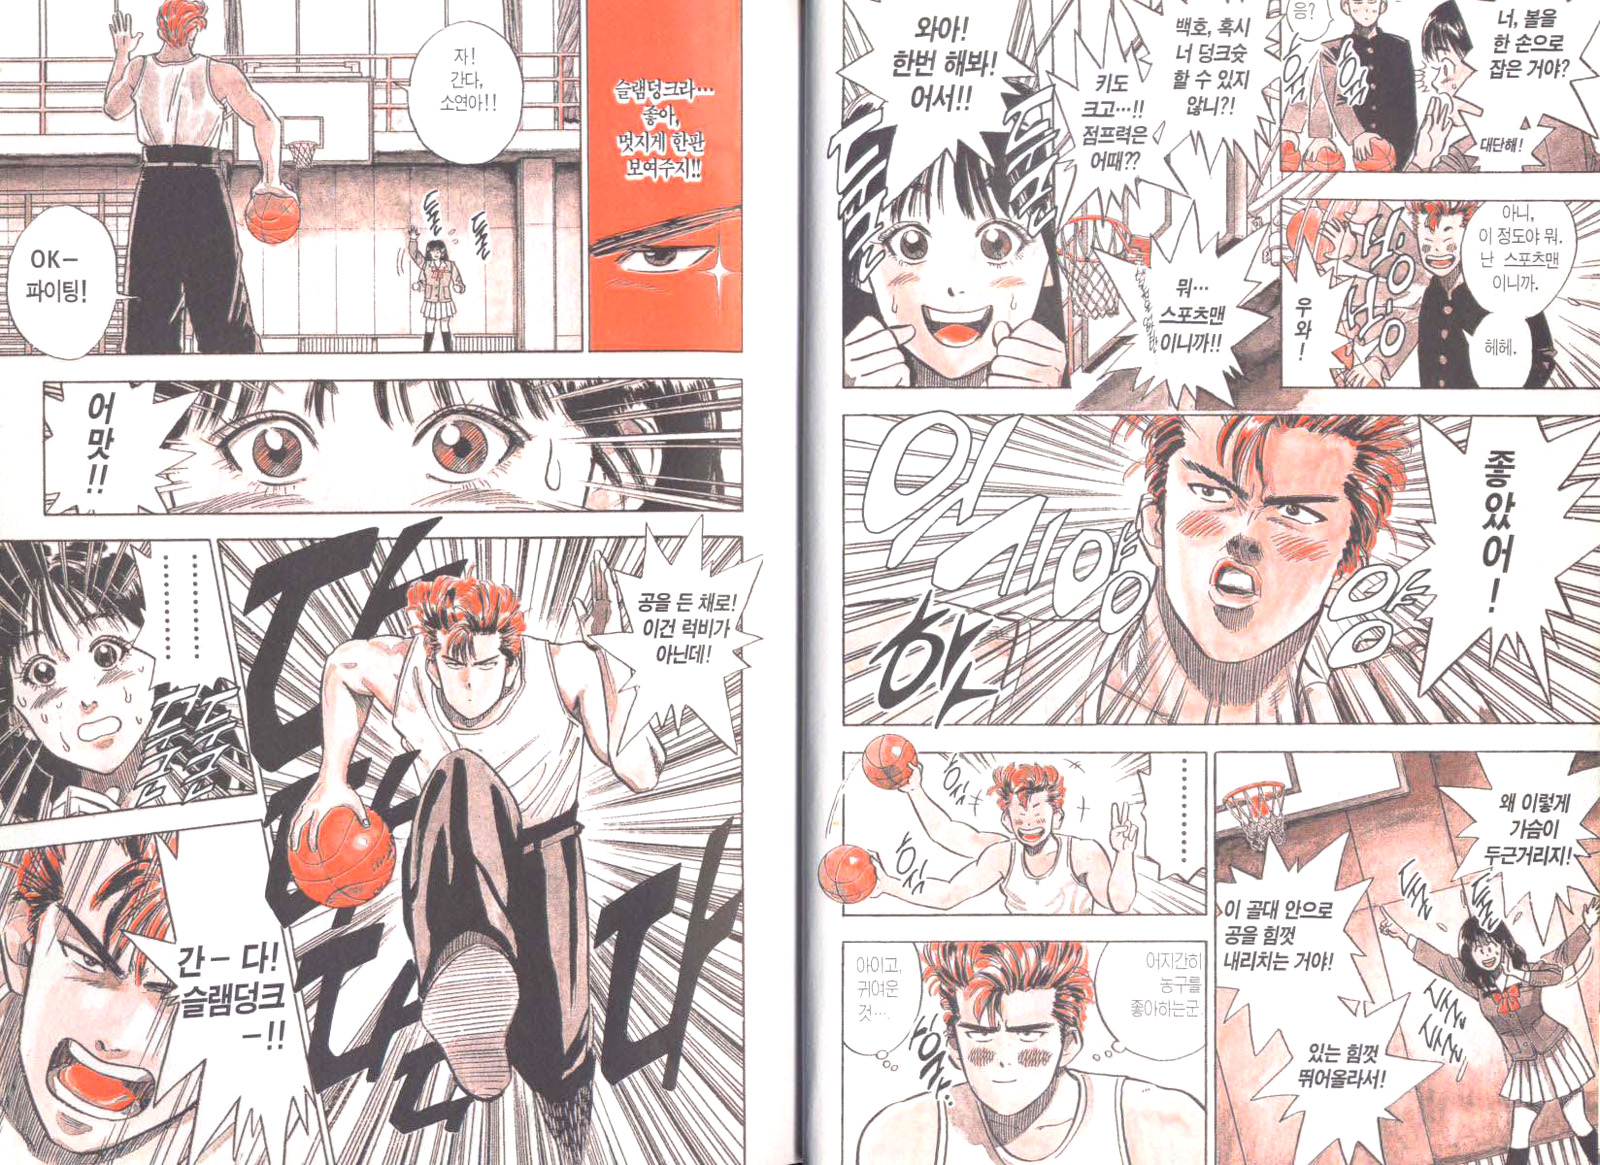 너, 볼을
한 손으로
잡은 거야?
응?
대단해!
아니,
이 정도야 뭐.
난 스포츠맨
이니까.
헤헤.
우와!
백호, 혹시
너 덩크슛
할 수 있지
않니?!
키도
크고…!!
점프력은
어때??
뭐…
스포츠맨
이니까!!
와아!
한번 해봐!
어서!!
좋았어!
하
왜 이렇게
가슴이
두근거리지!
이 골대 안으로
공을 힘껏
내리치는 거야!
있는 힘껏
뛰어올라서!
………
어지간히
농구를
좋아하는군.
아이고,
귀여운
것….
슬램덩크라…
좋아,
멋지게 한판
보여주지!!
자!
간다,
소연아!!
돌
돌
OK—
파이팅!
어맛!!
공을 든 채로!
이건 럭비가
아닌데!
다
다
다
다
다
………
간— 다!
슬램덩크
—!!